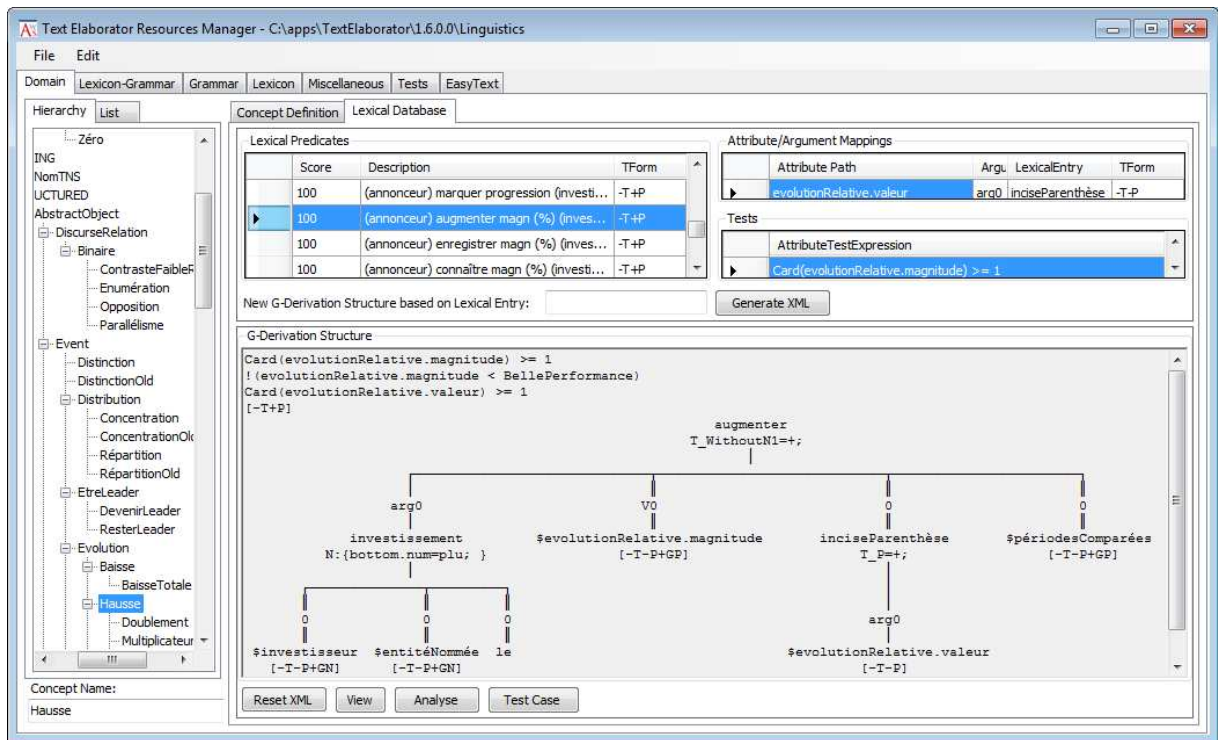 Text Elaborator Resources Manager - C:\apps\TextElaborator\1.6.0.0\Linguistics
File Edit
Domain Lexicon-Grammar Grammar Lexicon Miscellaneous Tests EasyText
Hierarchy List
Zéro
ING
NomTNS
UCTURED
AbstractObject
DiscurseRelation
Binaire
ContrasteFaibleR
Enumération
Opposition
Parallélisme
Event
Distinction
DistinctionOld
Distribution
Concentration
ConcentrationOld
Répartition
RépartitionOld
EtreLeader
DevenirLeader
ResterLeader
Evolution
Baisse
BaisseTotale
Hausse
Doublement
Multiplicateur
Concept Name:
Hausse
Concept Definition Lexical Database
Lexical Predicates
Score Description TForm
100 (annonceur) marquer progression (investi... -T+P
100 (annonceur) augmenter magn (%) (inves... -T+P
100 (annonceur) enregistrer magn (%) (inves... -T+P
100 (annonceur) connaître magn (%) (investi... -T+P
Attribute/Argument Mappings
Attribute Path Argu LexicalEntry TForm
evolutionRelative.valeur arg0 inciseParenthèse -T-P
Tests
AttributeTestExpression
Card(evolutionRelative.magnitude) >= 1
New G-Derivation Structure based on Lexical Entry: Generate XML
G-Derivation Structure
Card(evolutionRelative.magnitude) >= 1
!(evolutionRelative.magnitude < BellePerformance)
Card(evolutionRelative.valeur) >= 1
[-T+P]
augmenter
T_WithoutN1=+;
arg0 V0 0 0
investissement $evolutionRelative.magnitude inciseParenthèse $périodesComparées
N:{bottom.num=plu; } [-T-P+GP] T_P=+; [-T-P+GP]
0 0 0 arg0
$investisseur $entitéNommée le $evolutionRelative.valeur
[-T-P+GN] [-T-P+GN] [-T-P]
Reset XML View Analyse Test Case